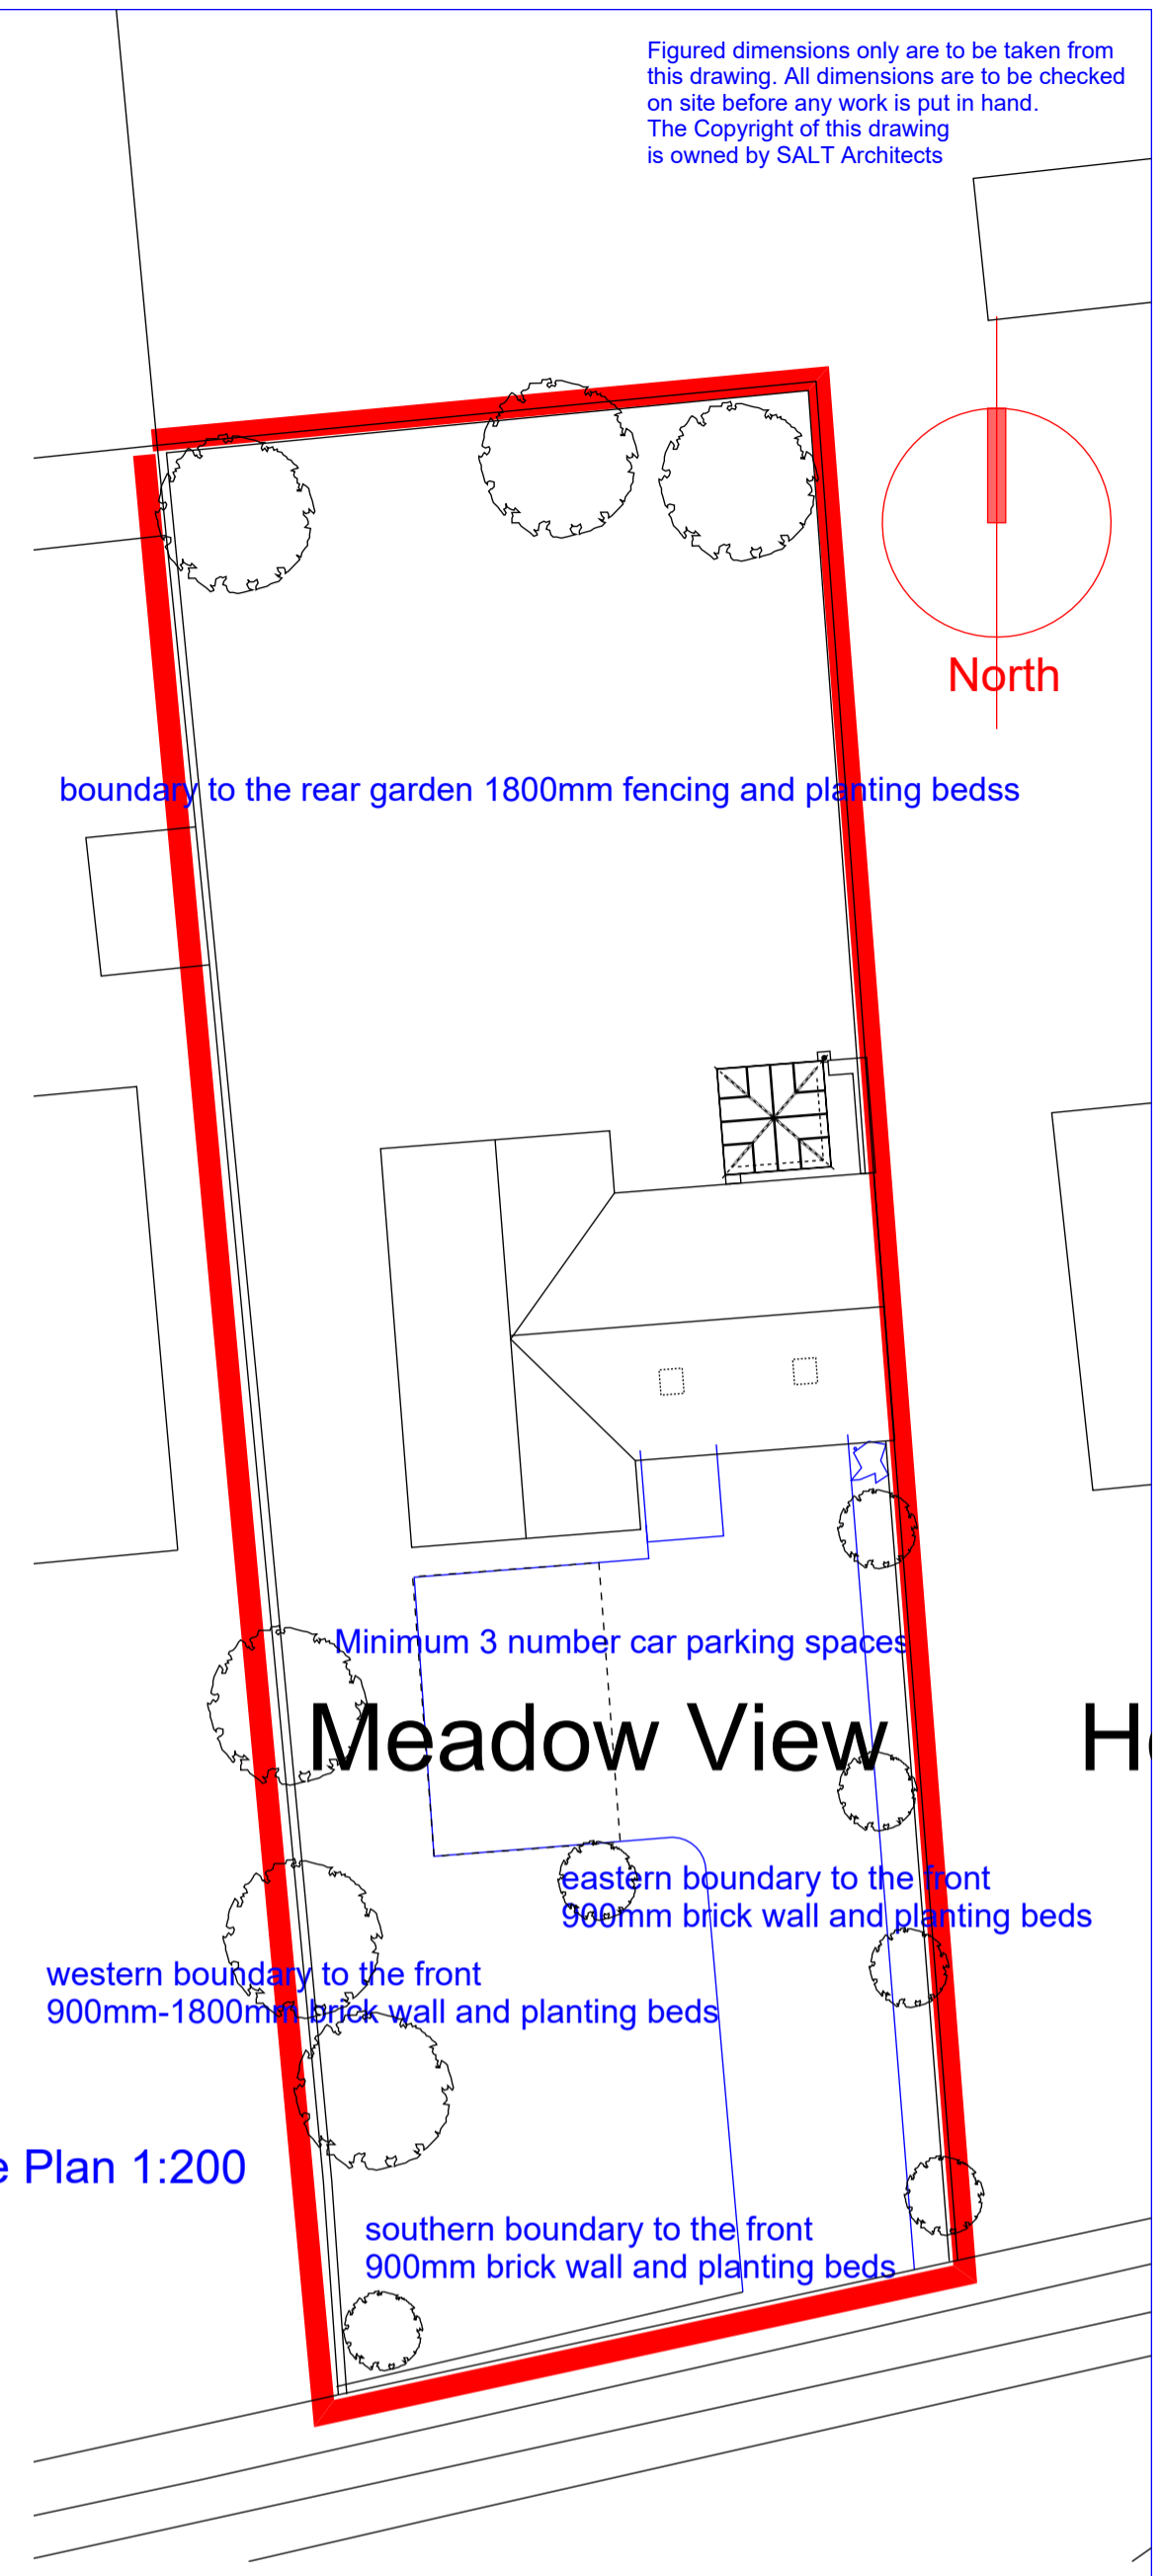 Figured dimensions only are to be taken from
this drawing. All dimensions are to be checked
on site before any work is put in hand.
The Copyright of this drawing
is owned by SALT Architects
North
boundary to the rear garden 1800mm fencing and planting bedss
Minimum 3 number car parking spaces
Meadow View
eastern boundary to the front
900mm brick wall and planting beds
western boundary to the front
900mm-1800mm brick wall and planting beds
Plan 1:200
southern boundary to the front
900mm brick wall and planting beds